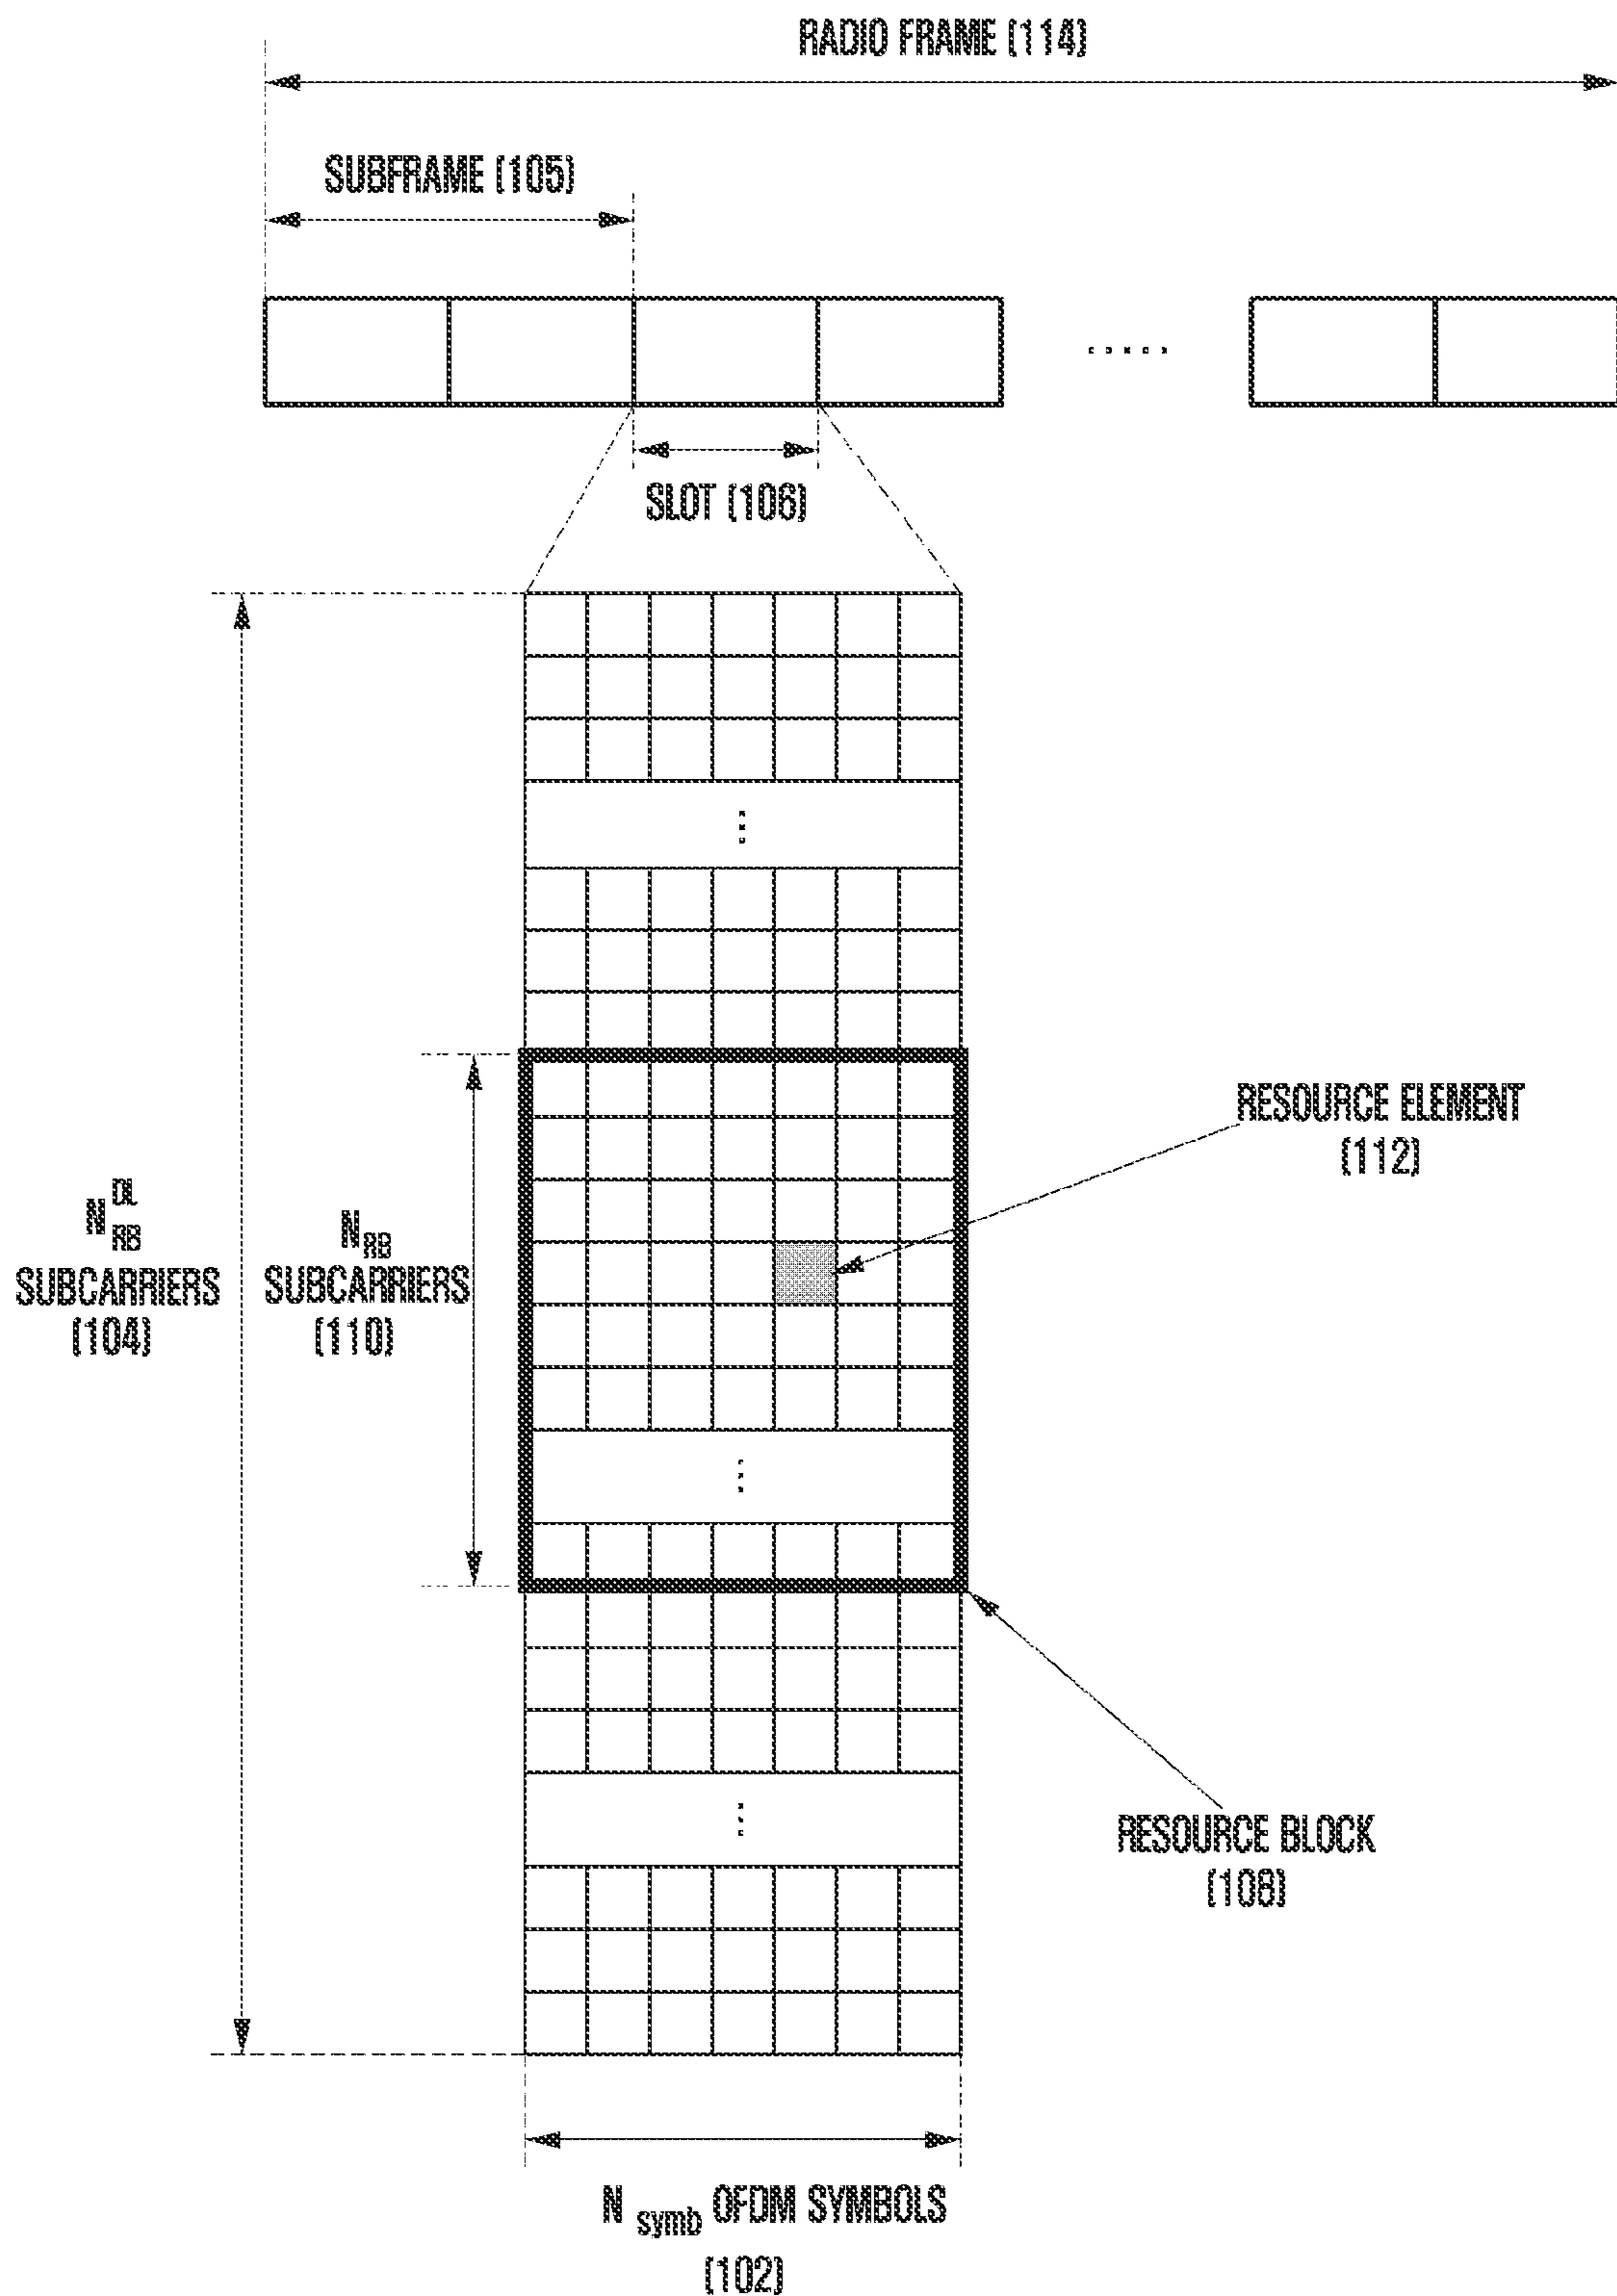 RADIO FRAME (114)
SUBFRAME (105)
SLOT (106)
RESOURCE ELEMENT
(112)
N DL RB
SUBCARRIERS
(104)
N RB
SUBCARRIERS
(110)
RESOURCE BLOCK
(108)
N symb OFDM SYMBOLS
(102)